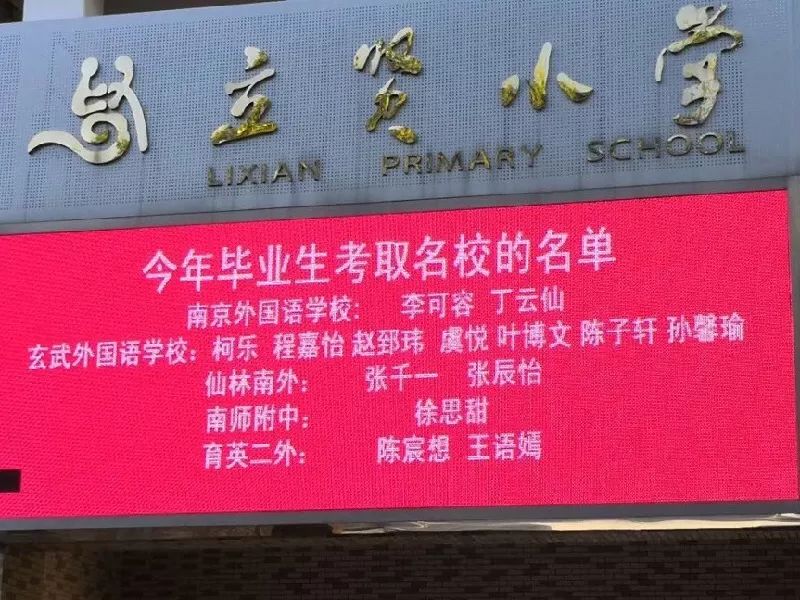 立贤小学
LIXIAN PRIMARY SCHOOL
今年毕业生考取名校的名单
南京外国语学校: 李可容 丁云仙
玄武外国语学校:柯乐 程嘉怡 赵郅玮 虞悦 叶博文 陈子轩 孙馨瑜
仙林南外: 张千一 张辰怡
南师附中: 徐思甜
育英二外: 陈宸想 王语嫣